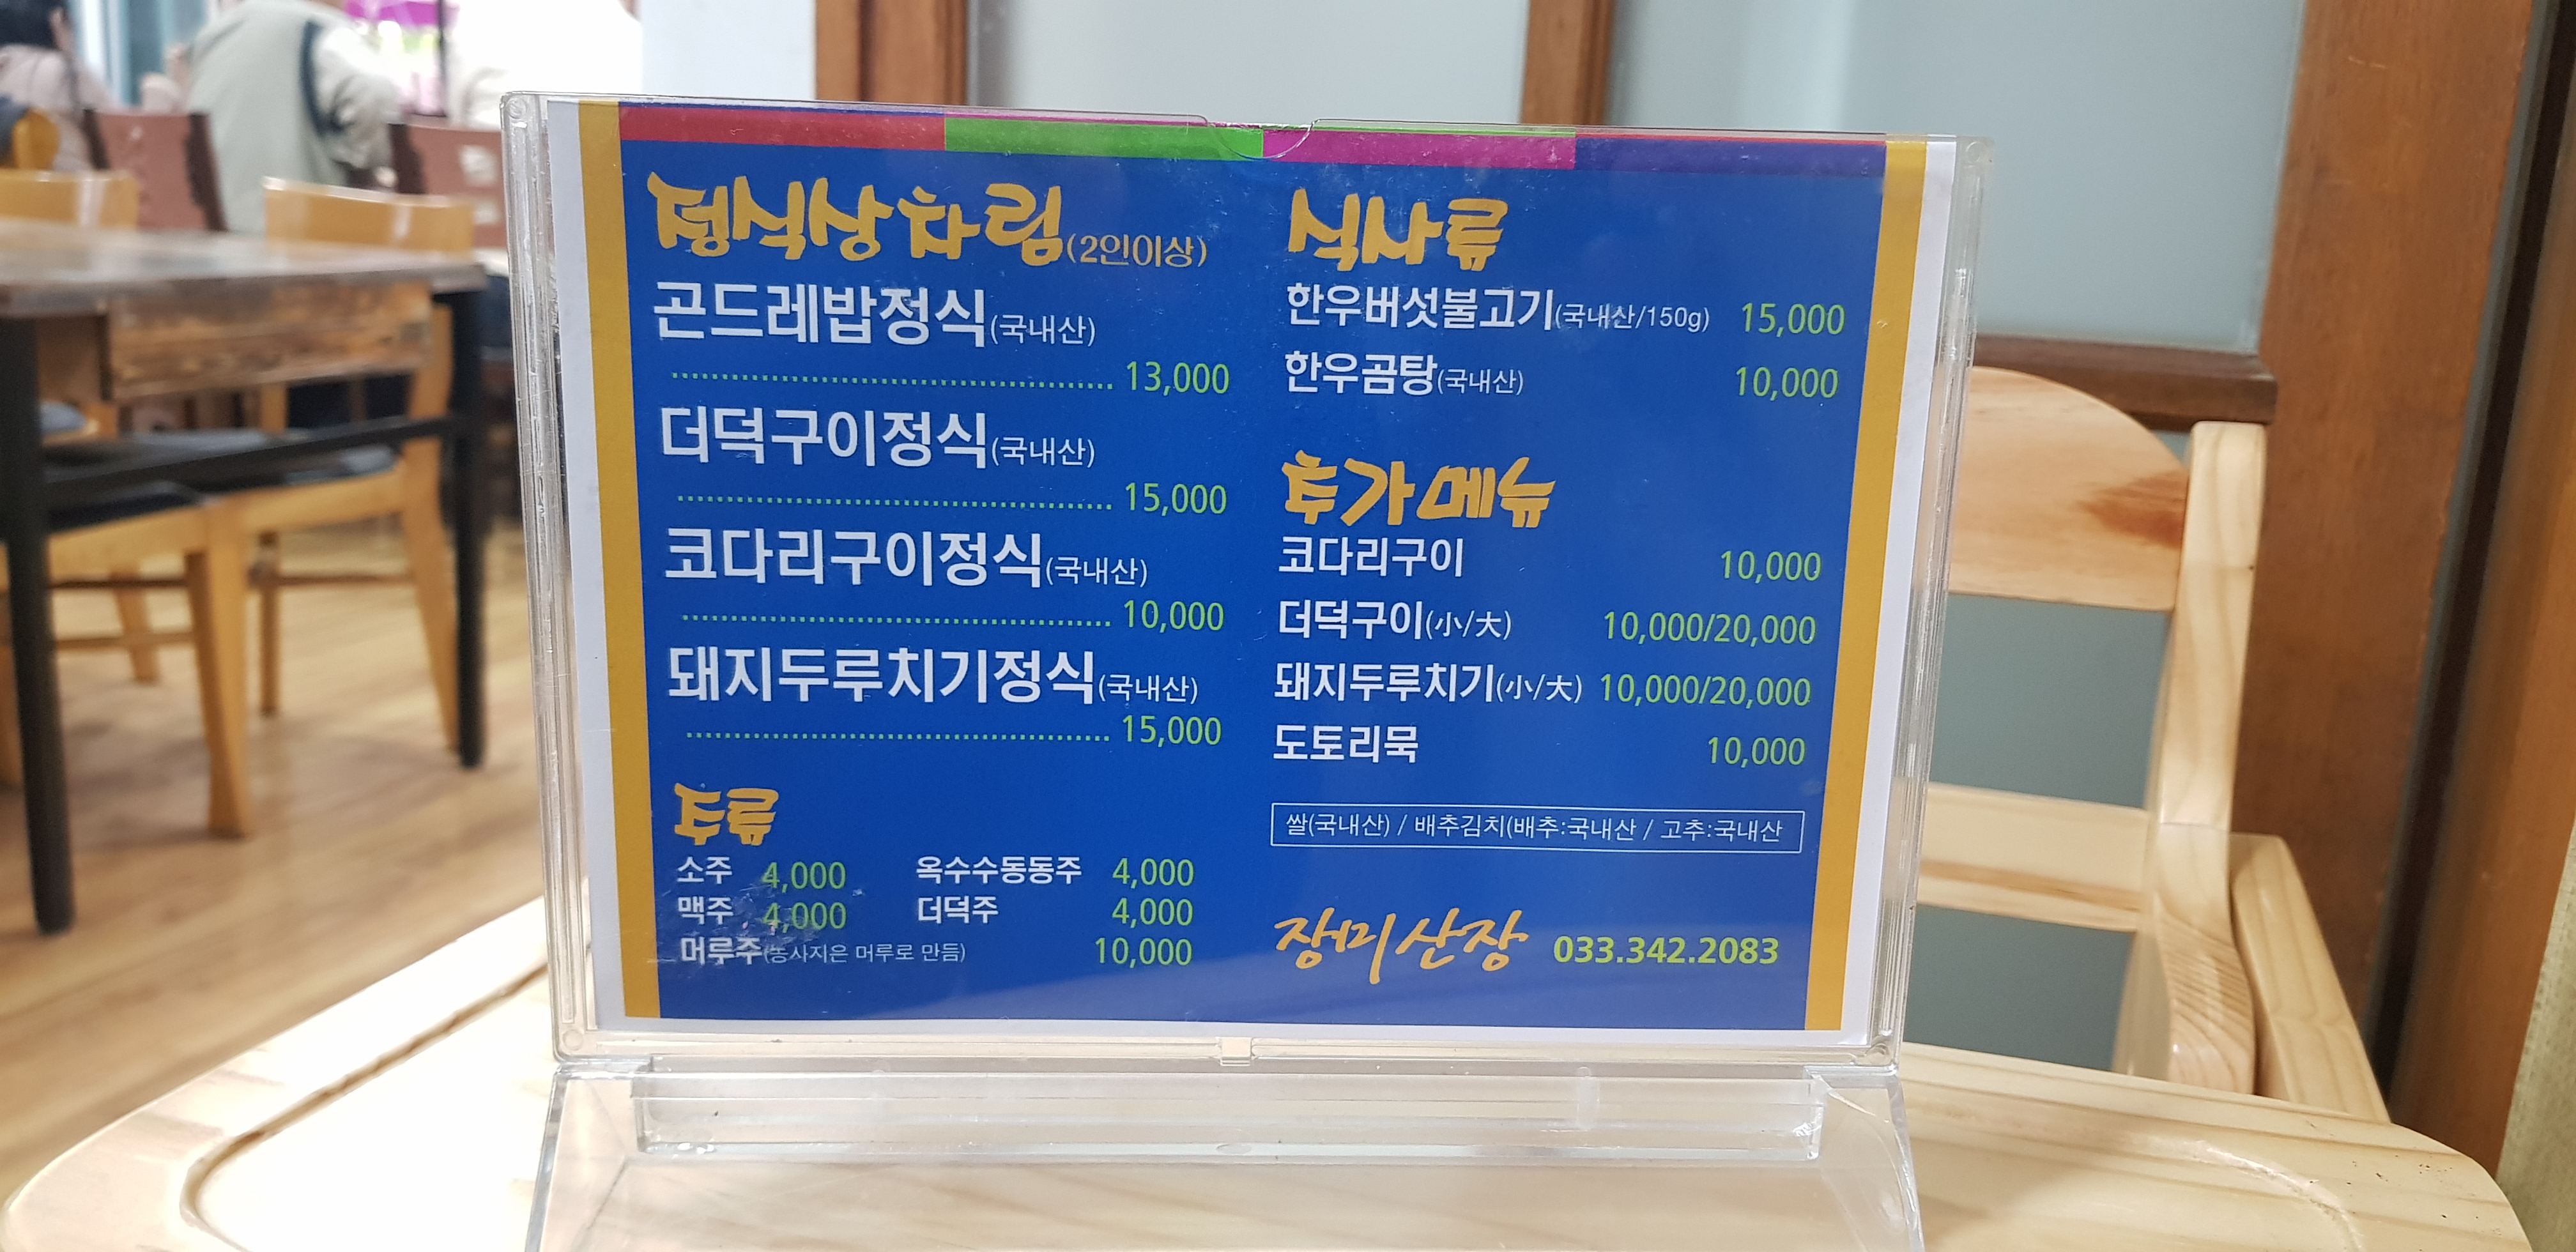 정식상차림(2인이상)
곤드레밥정식(국내산)
13,000
더덕구이정식(국내산)
15,000
코다리구이정식(국내산)
10,000
돼지두루치기정식(국내산)
15,000
주류
소주 4,000 옥수수동동주 4,000
맥주 4,000 더덕주 4,000
머루주(농사지은 머루로 만듬) 10,000
식사류
한우버섯불고기(국내산/150g) 15,000
한우곰탕(국내산) 10,000
추가메뉴
코다리구이 10,000
더덕구이(小/大) 10,000/20,000
돼지두루치기(小/大) 10,000/20,000
도토리묵 10,000
쌀(국내산) / 배추김치(배추:국내산 / 고추:국내산
장미산장 033.342.2083